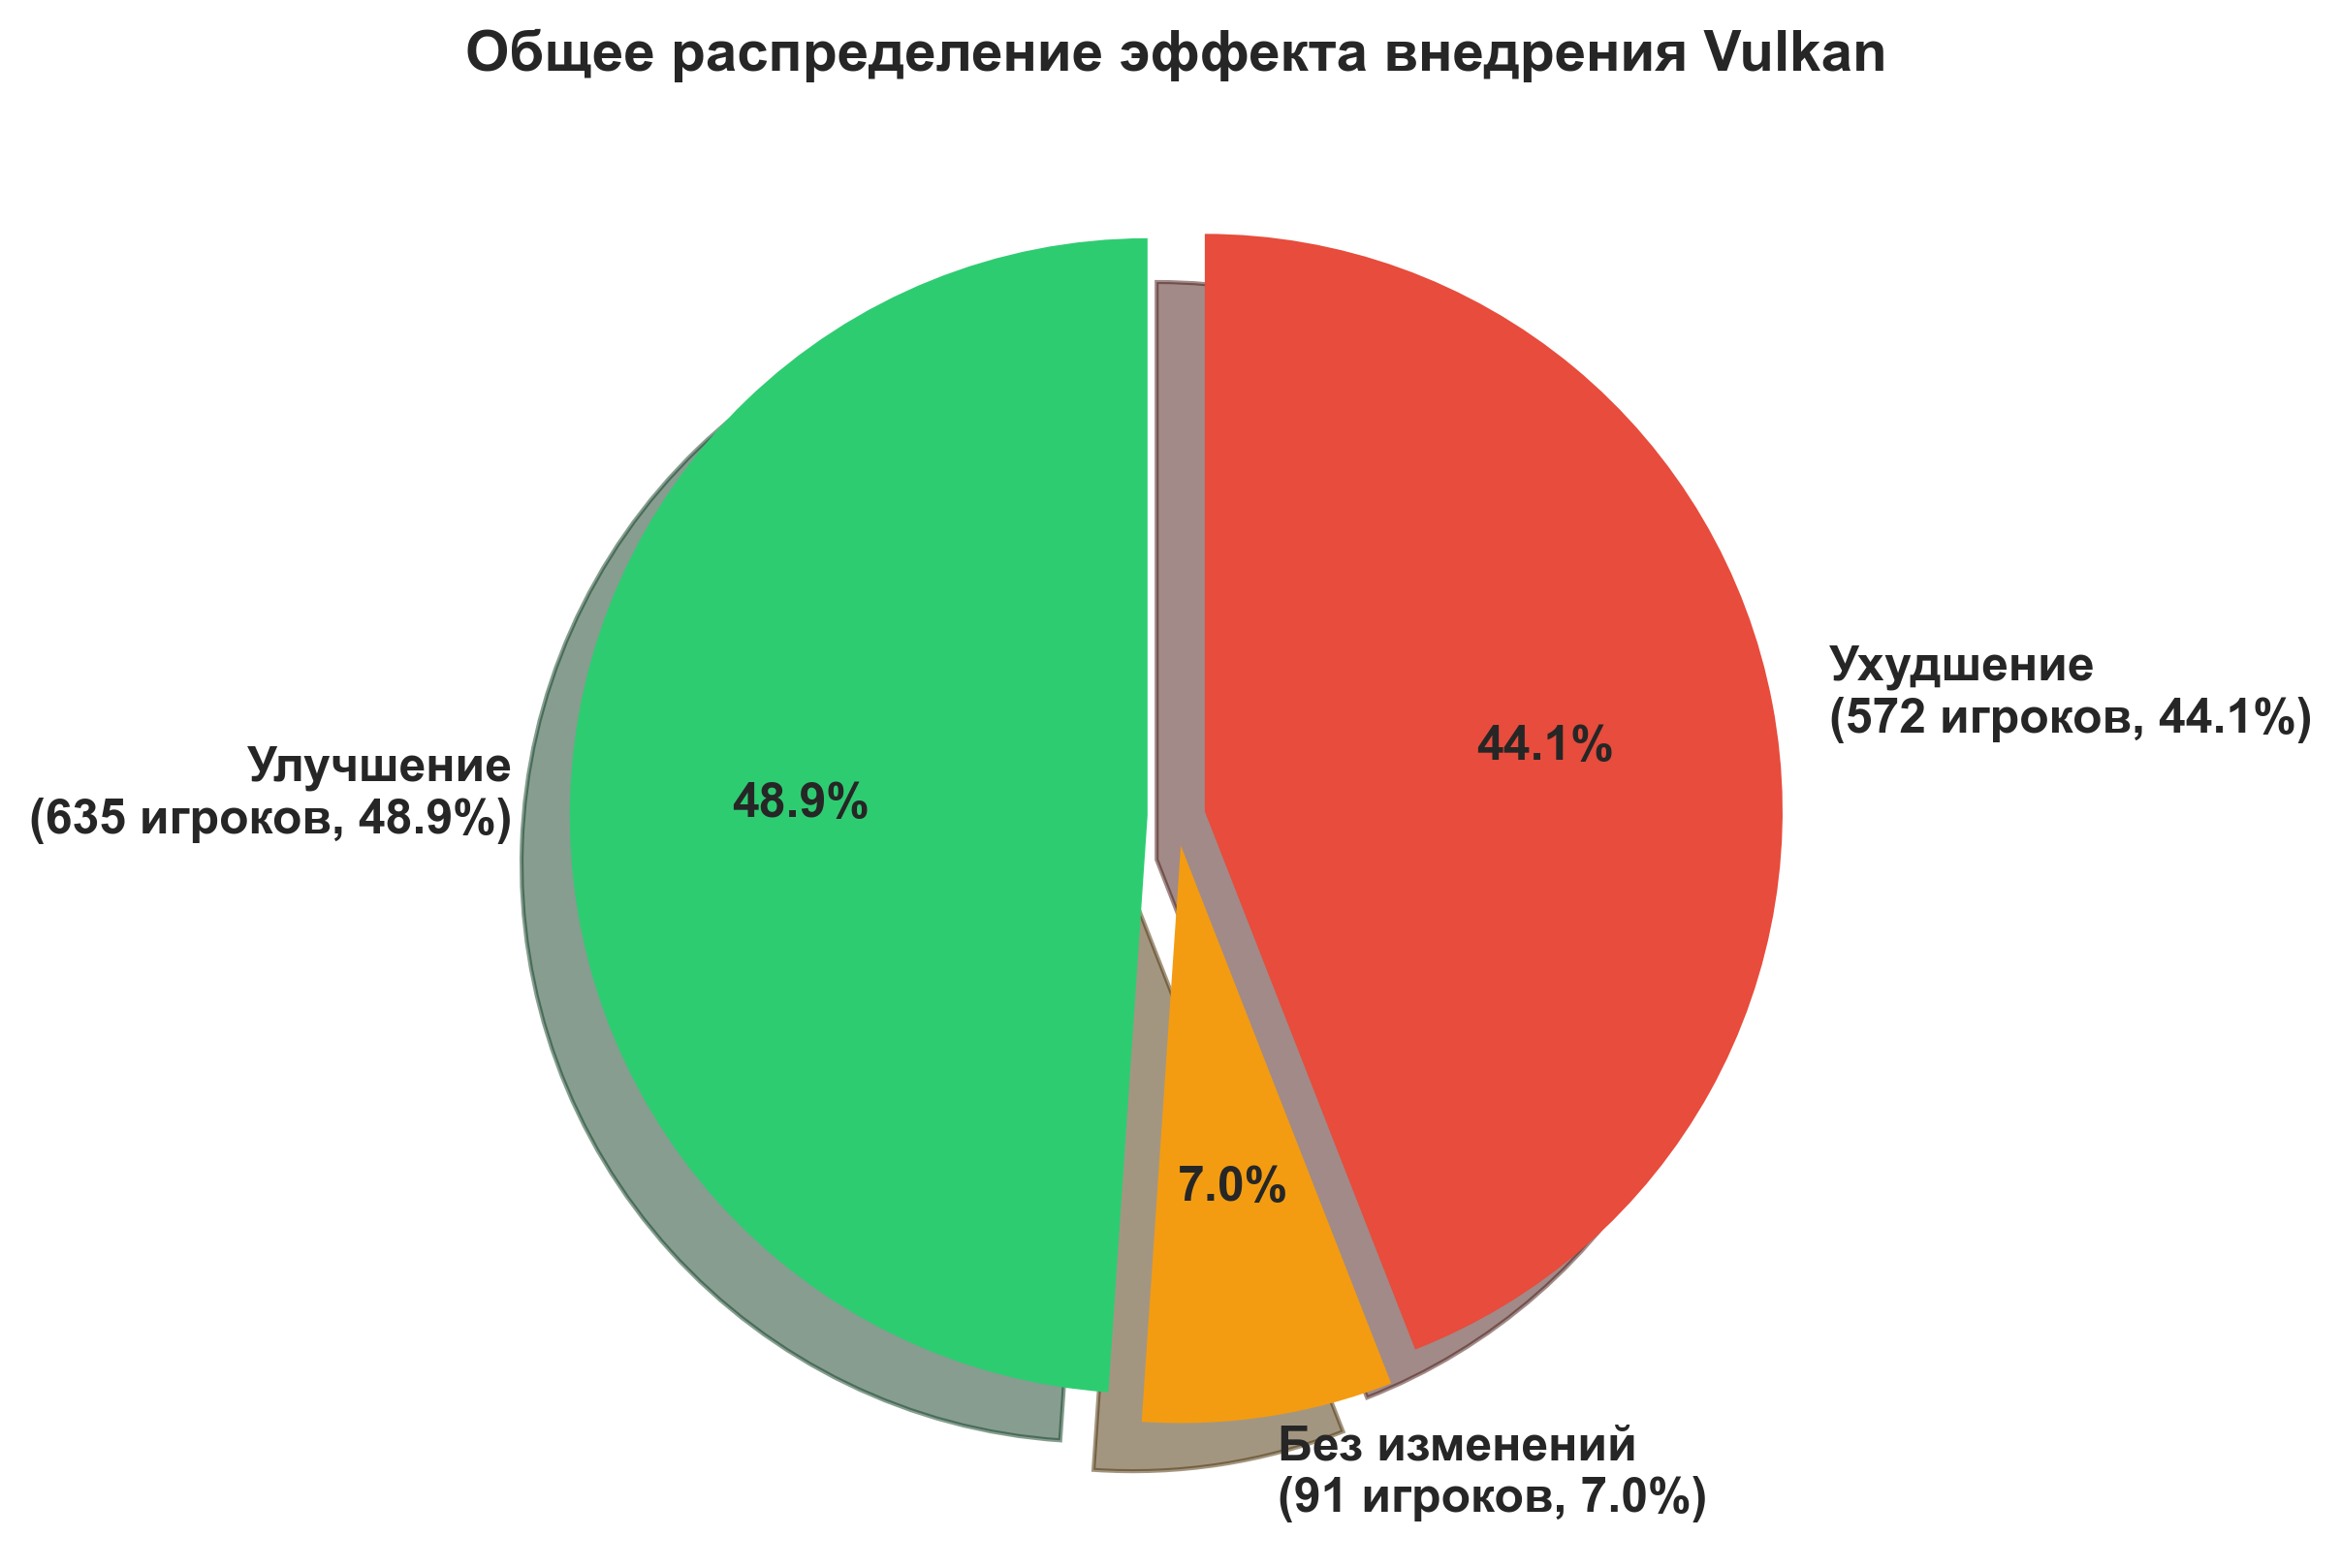 Общее распределение эффекта внедрения Vulkan
Ухудшение
(572 игроков, 44.1%)
44.1%
Улучшение
(635 игроков, 48.9%)
48.9%
7.0%
Без изменений
(91 игроков, 7.0%)